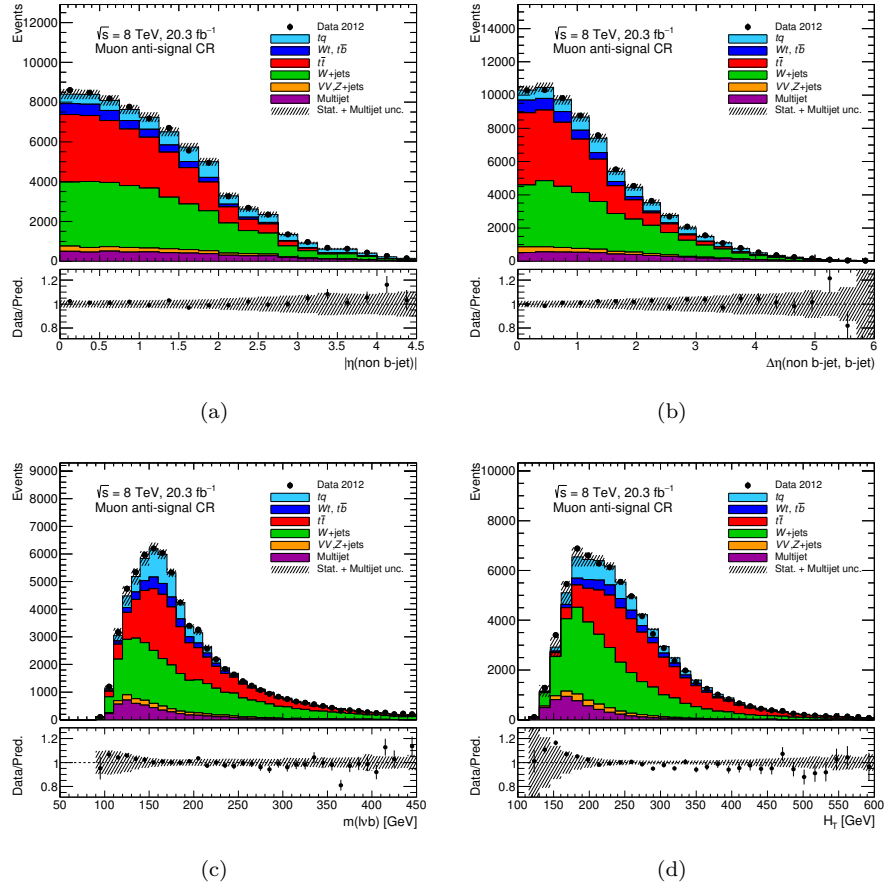 Events
8000
6000
4000
2000
0
√s = 8 TeV, 20.3 fb⁻¹
Muon anti-signal CR
Data 2012
tq
Wt, tb̅
tt̅
W+jets
VV,Z+jets
Multijet
Stat. + Multijet unc.
12000
10000
Data/Pred.
1.2
1
0.8
0 0.5 1 1.5 2 2.5 3 3.5 4 4.5
|η(non b-jet)|
(a)
Events
14000
12000
10000
8000
6000
4000
2000
0
√s = 8 TeV, 20.3 fb⁻¹
Muon anti-signal CR
Data 2012
tq
Wt, tb̅
tt̅
W+jets
VV,Z+jets
Multijet
Stat. + Multijet unc.
Data/Pred.
1.2
1
0.8
0 1 2 3 4 5 6
Δη(non b-jet, b-jet)
(b)
Events
9000
8000
7000
6000
5000
4000
3000
2000
1000
0
√s = 8 TeV, 20.3 fb⁻¹
Muon anti-signal CR
Data 2012
tq
Wt, tb̅
tt̅
W+jets
VV,Z+jets
Multijet
Stat. + Multijet unc.
Data/Pred.
1.2
1
0.8
50 100 150 200 250 300 350 400 450
m(lνb) [GeV]
(c)
Events
10000
8000
6000
4000
2000
0
√s = 8 TeV, 20.3 fb⁻¹
Muon anti-signal CR
Data 2012
tq
Wt, tb̅
tt̅
W+jets
VV,Z+jets
Multijet
Stat. + Multijet unc.
Data/Pred.
1.2
1
0.8
100 150 200 250 300 350 400 450 500 550 600
H_T [GeV]
(d)